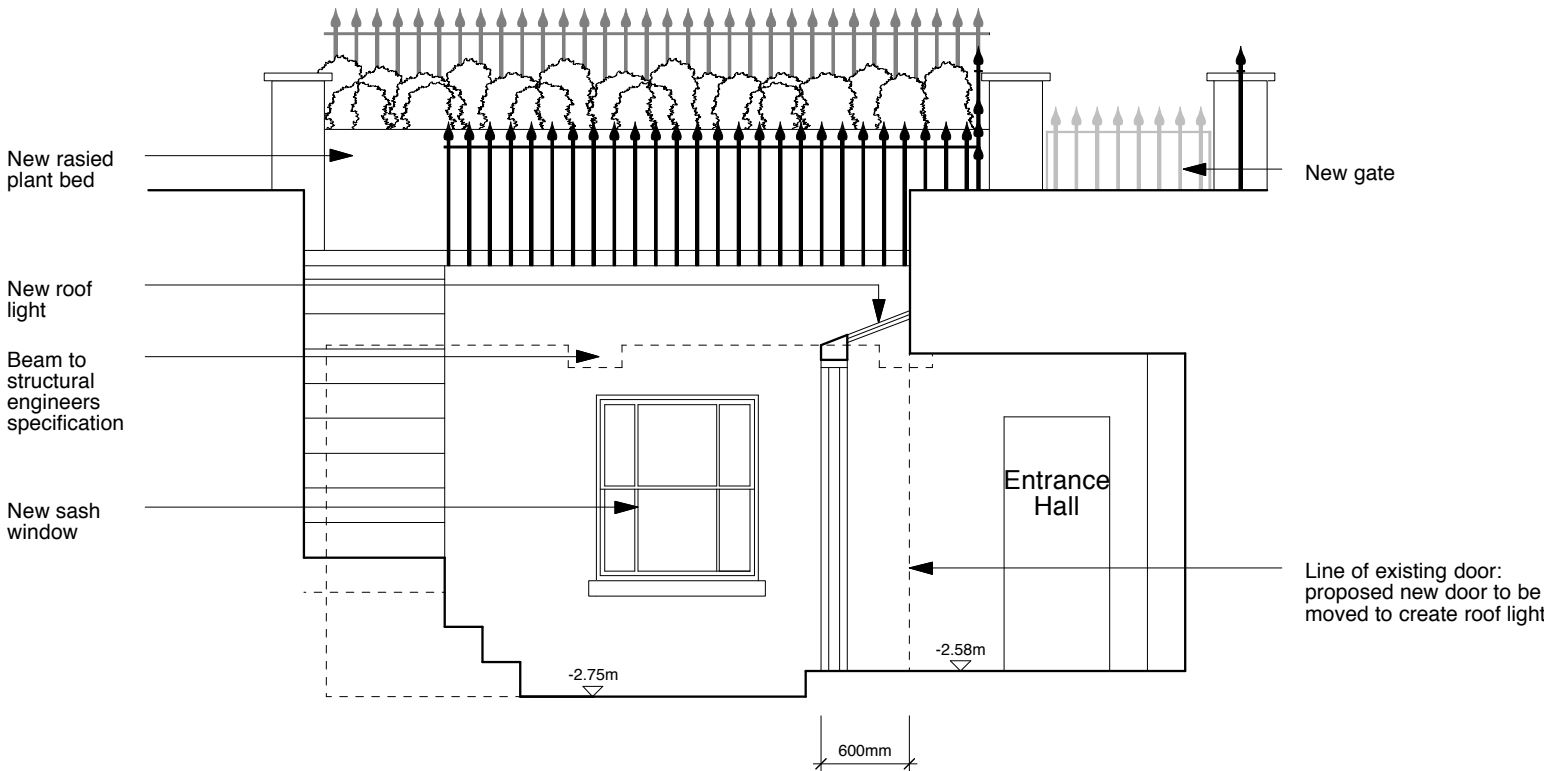 New rasied
plant bed
New gate
New roof
light
Beam to
structural
engineers
specification
Entrance
Hall
New sash
window
Line of existing door:
proposed new door to be
moved to create roof light
-2.58m
-2.75m
600mm